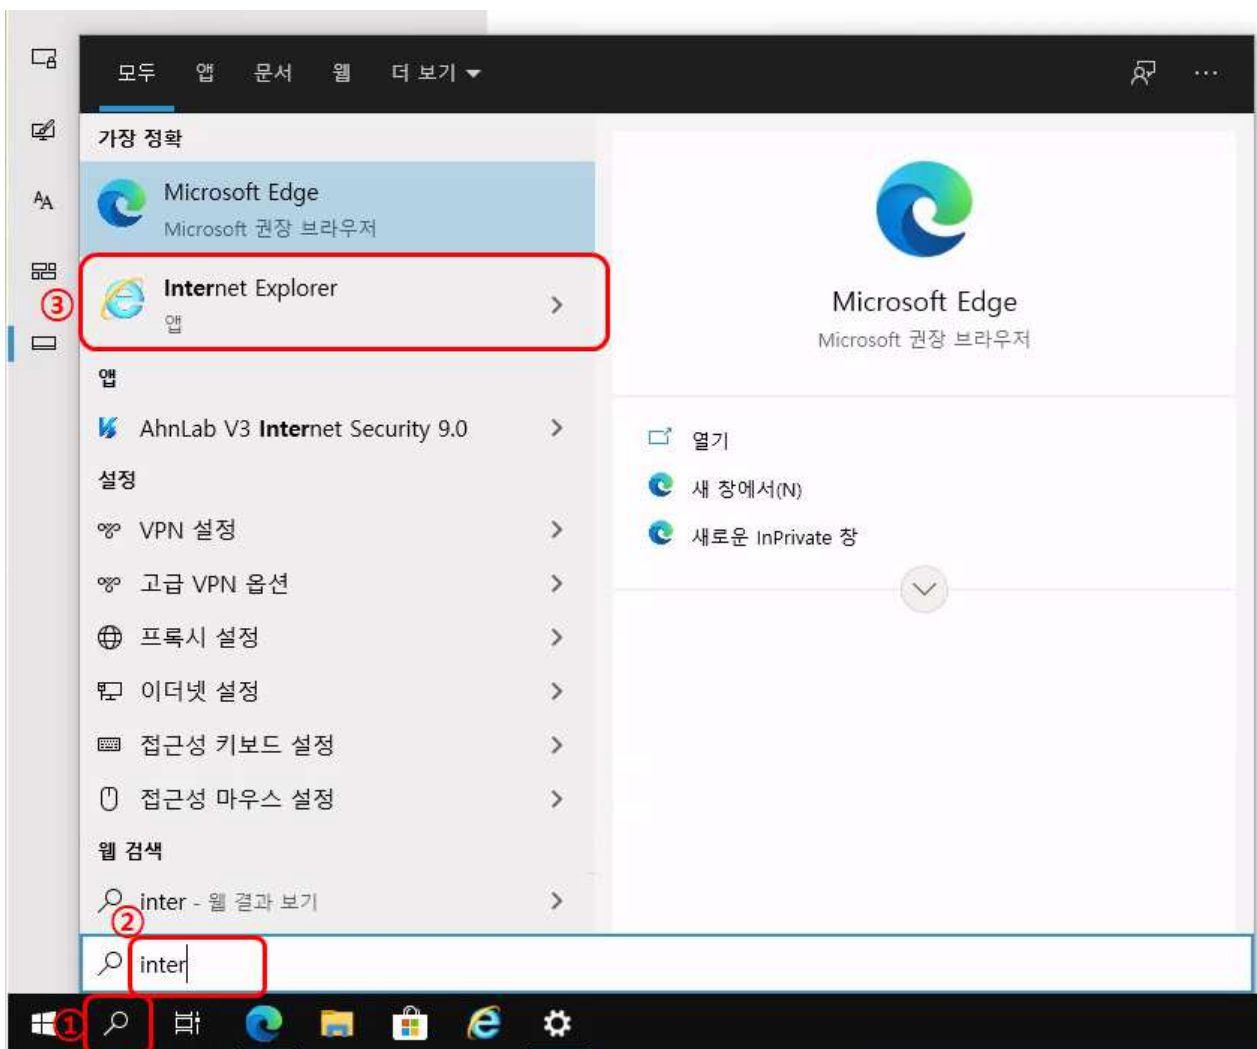 모두 앱 문서 웹 더 보기
가장 정확
Microsoft Edge
Microsoft 권장 브라우저
③
Internet Explorer
앱
앱
AhnLab V3 Internet Security 9.0
설정
VPN 설정
고급 VPN 옵션
프록시 설정
이더넷 설정
접근성 키보드 설정
접근성 마우스 설정
웹 검색
inter - 웹 결과 보기
②
inter
①
Microsoft Edge
Microsoft 권장 브라우저
열기
새 창에서(N)
새로운 InPrivate 창